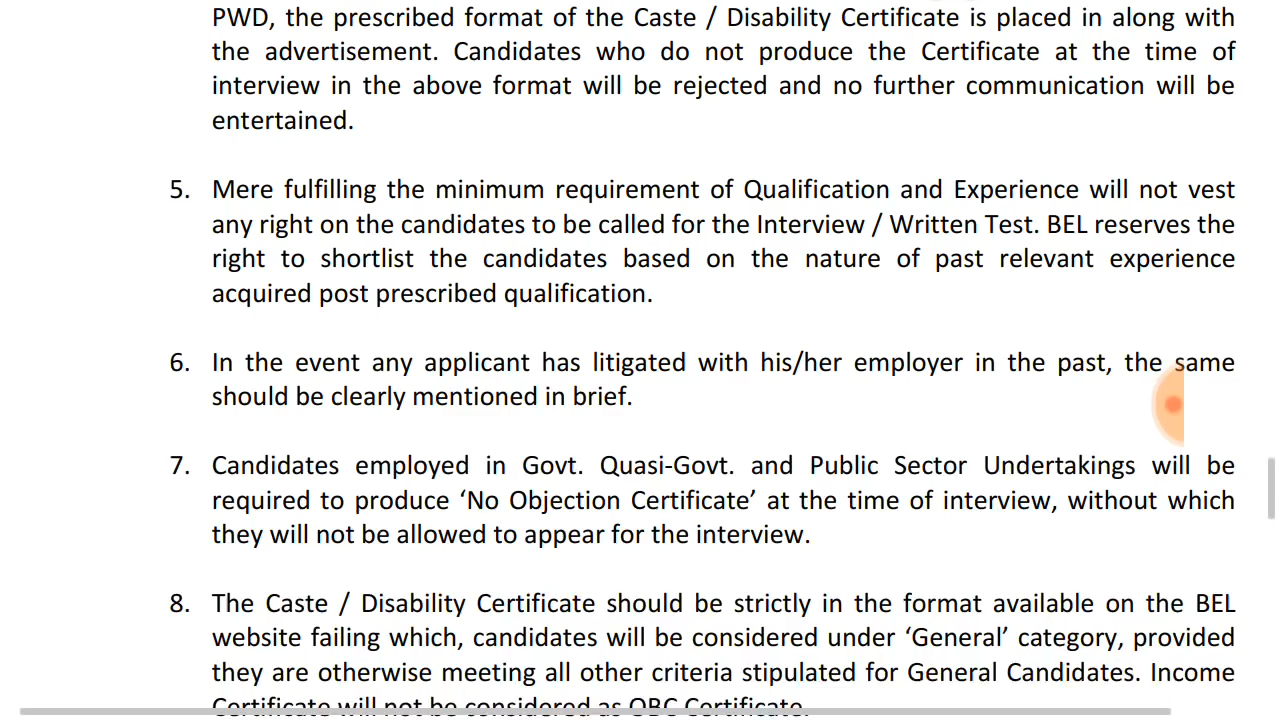 PWD, the prescribed format of the Caste / Disability Certificate is placed in along with
the advertisement. Candidates who do not produce the Certificate at the time of
interview in the above format will be rejected and no further communication will be
entertained.
5. Mere fulfilling the minimum requirement of Qualification and Experience will not vest
any right on the candidates to be called for the Interview / Written Test. BEL reserves the
right to shortlist the candidates based on the nature of past relevant experience
acquired post prescribed qualification.
6. In the event any applicant has litigated with his/her employer in the past, the same
should be clearly mentioned in brief.
7. Candidates employed in Govt. Quasi-Govt. and Public Sector Undertakings will be
required to produce ‘No Objection Certificate’ at the time of interview, without which
they will not be allowed to appear for the interview.
8. The Caste / Disability Certificate should be strictly in the format available on the BEL
website failing which, candidates will be considered under ‘General’ category, provided
they are otherwise meeting all other criteria stipulated for General Candidates. Income
Certificate will not be considered as OBC Certificate.